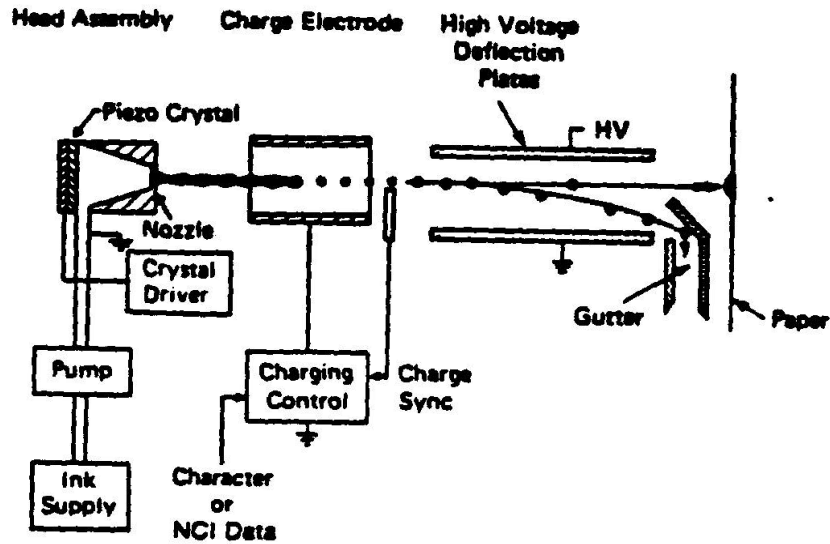 Head Assembly
Charge Electrode
High Voltage
Deflection
Plates
Piezo Crystal
HV
Nozzle
Crystal
Driver
Gutter
Paper
Pump
Charging
Control
Charge
Sync
Ink
Supply
Character
or
NCI Data